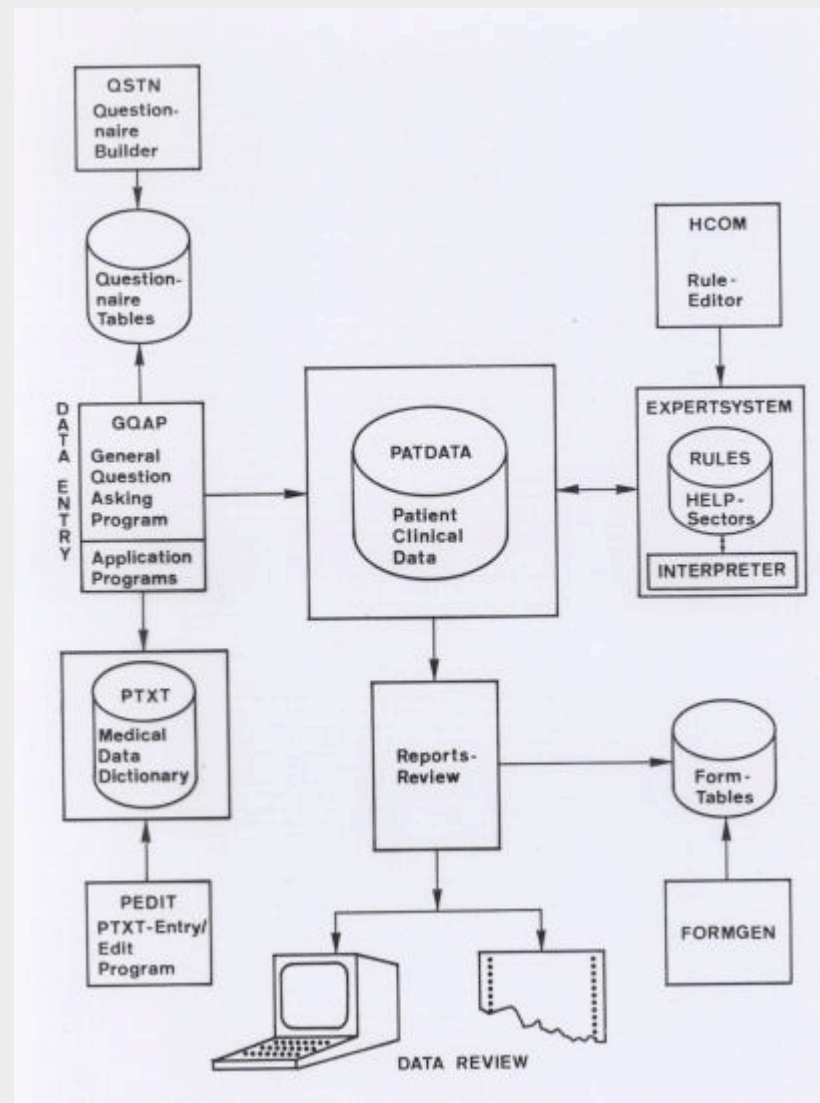 QSTN
Question-
naire
Builder
Question-
naire
Tables
HCOM
Rule-
Editor
DATA ENTRY
GQAP
General
Question
Asking
Program
Application
Programs
PATDATA
Patient
Clinical
Data
EXPERTSYSTEM
RULES
HELP-
Sectors
INTERPRETER
PTXT
Medical
Data
Dictionary
Reports-
Review
Form-
Tables
PEDIT
PTXT-Entry/
Edit
Program
FORMGEN
DATA REVIEW